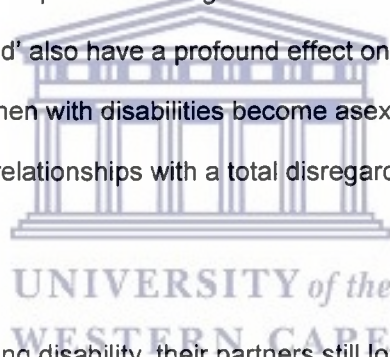 d' also have a profound effect on
men with disabilities become asex
relationships with a total disregard
UNIVERSITY of the
WESTERN CAPE
ng disability, their partners still lo